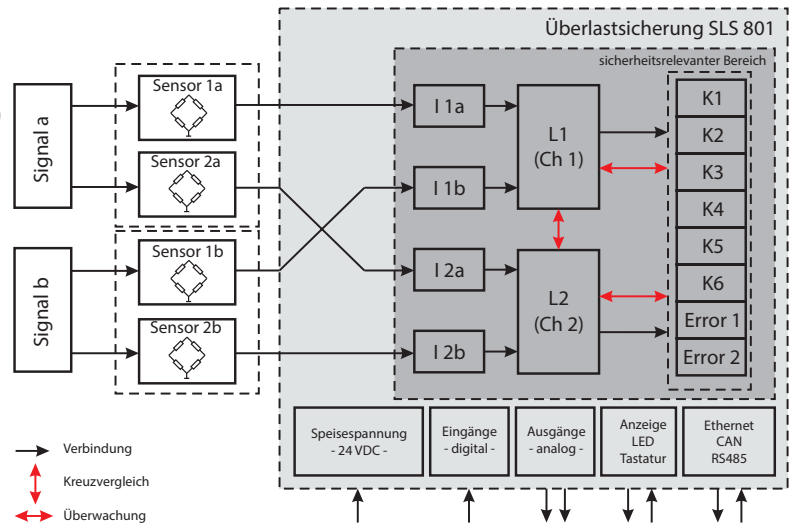 Überlastsicherung SLS 801
sicherheitsrelevanter Bereich
Signal a
Sensor 1a
Sensor 2a
Signal b
Sensor 1b
Sensor 2b
I 1a
I 1b
I 2a
I 2b
L1
(Ch 1)
L2
(Ch 2)
K1
K2
K3
K4
K5
K6
Error 1
Error 2
Speisespannung
- 24 VDC -
Eingänge
- digital -
Ausgänge
- analog -
Anzeige
LED
Tastatur
Ethernet
CAN
RS485
Verbindung
Kreuzvergleich
Überwachung